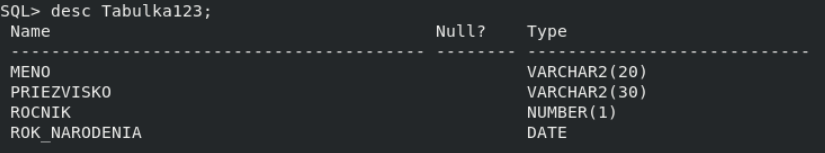 SQL> desc Tabulka123;
Name Null? Type
----------------------------------------- -------- ----------------------------
MENO VARCHAR2(20)
PRIEZVISKO VARCHAR2(30)
ROCNIK NUMBER(1)
ROK_NARODENIA DATE